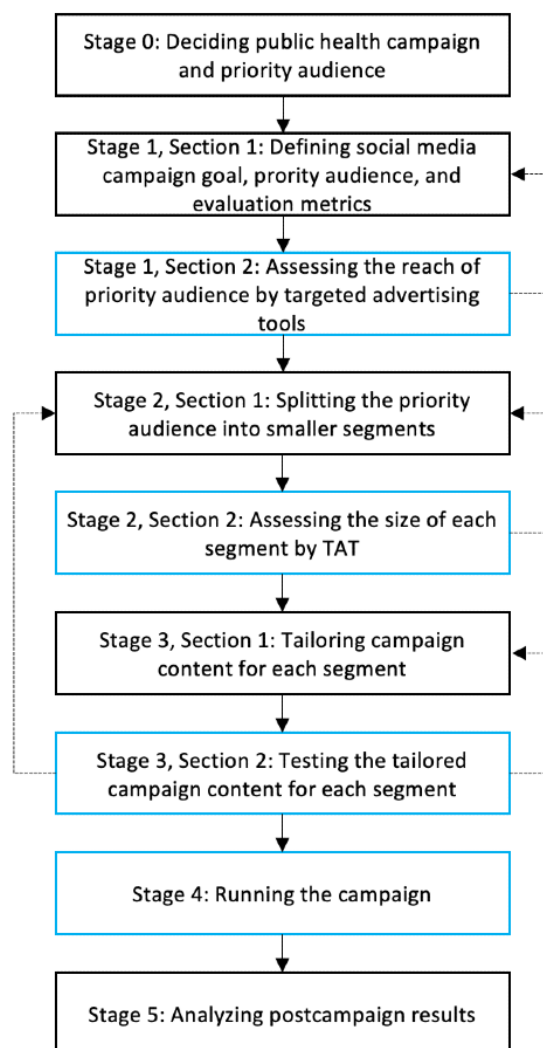 Stage 0: Deciding public health campaign
and priority audience
Stage 1, Section 1: Defining social media
campaign goal, prority audience, and
evaluation metrics
Stage 1, Section 2: Assessing the reach of
priority audience by targeted advertising
tools
Stage 2, Section 1: Splitting the priority
audience into smaller segments
Stage 2, Section 2: Assessing the size of each
segment by TAT
Stage 3, Section 1: Tailoring campaign
content for each segment
Stage 3, Section 2: Testing the tailored
campaign content for each segment
Stage 4: Running the campaign
Stage 5: Analyzing postcampaign results